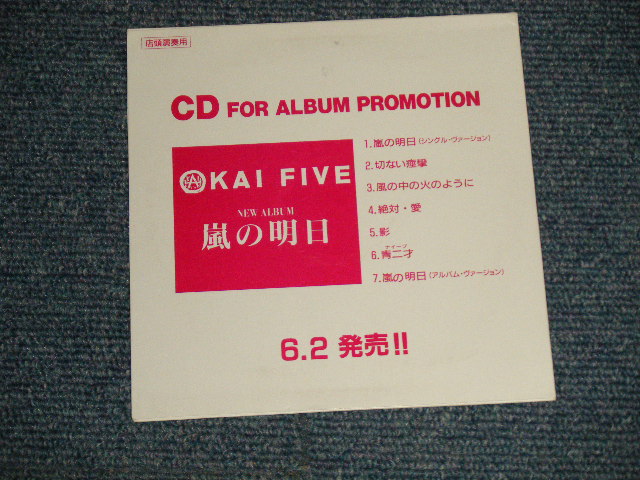 店頭演奏用
CD FOR ALBUM PROMOTION
KAI FIVE
NEW ALBUM
嵐の明日
1.嵐の明日(シングル・ヴァージョン)
2.切ない痙攣
3.風の中の火のように
4.絶対・愛
5.影
ナイーブ
6.青二才
7.嵐の明日(アルバム・ヴァージョン)
6.2 発売!!